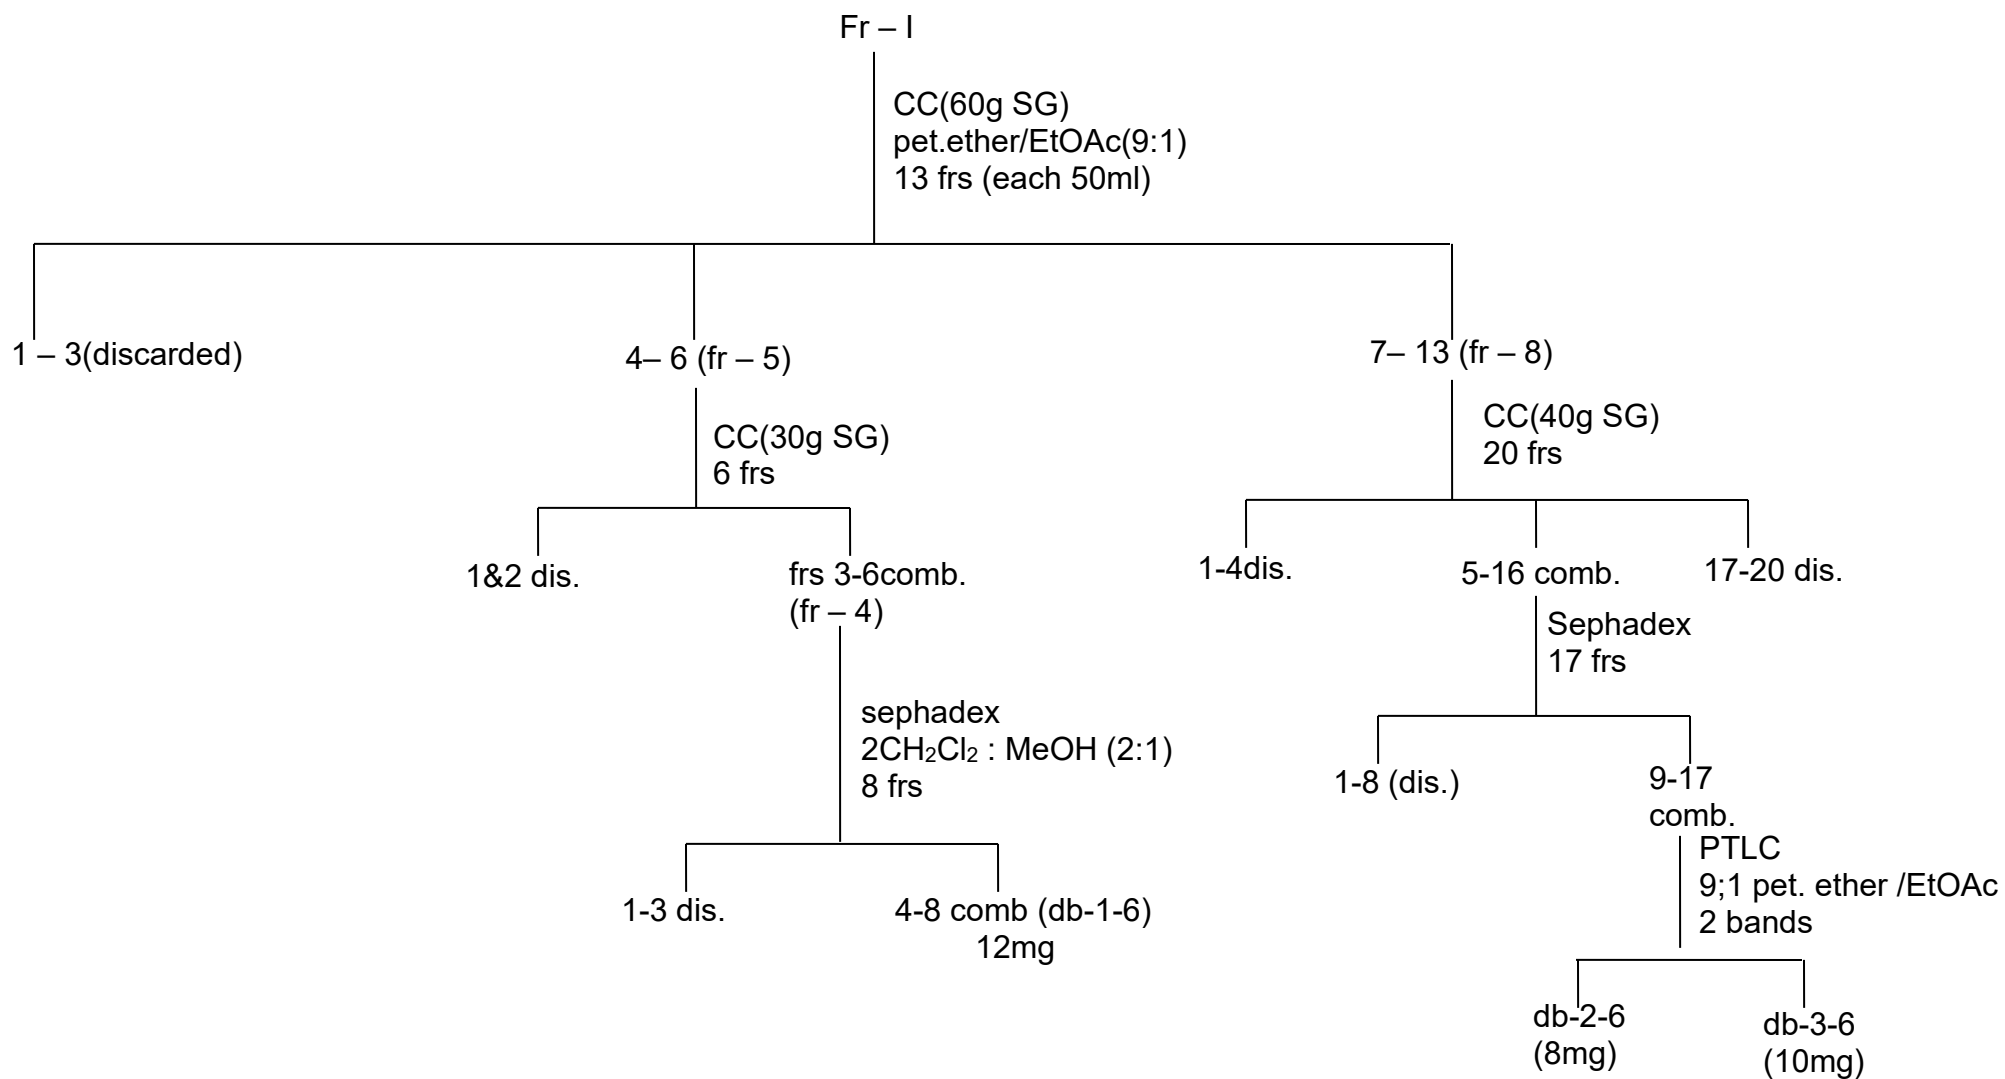 Fr – I
CC(60g SG)
pet.ether/EtOAc(9:1)
13 frs (each 50ml)
1 – 3(discarded)
4– 6 (fr – 5)
7– 13 (fr – 8)
CC(30g SG)
6 frs
CC(40g SG)
20 frs
1&2 dis.
frs 3-6comb.
(fr – 4)
1-4dis.
5-16 comb.
17-20 dis.
sephadex
2CH₂Cl₂ : MeOH (2:1)
8 frs
Sephadex
17 frs
1-3 dis.
4-8 comb (db-1-6)
12mg
1-8 (dis.)
9-17
comb.
PTLC
9;1 pet. ether /EtOAc
2 bands
db-2-6
(8mg)
db-3-6
(10mg)